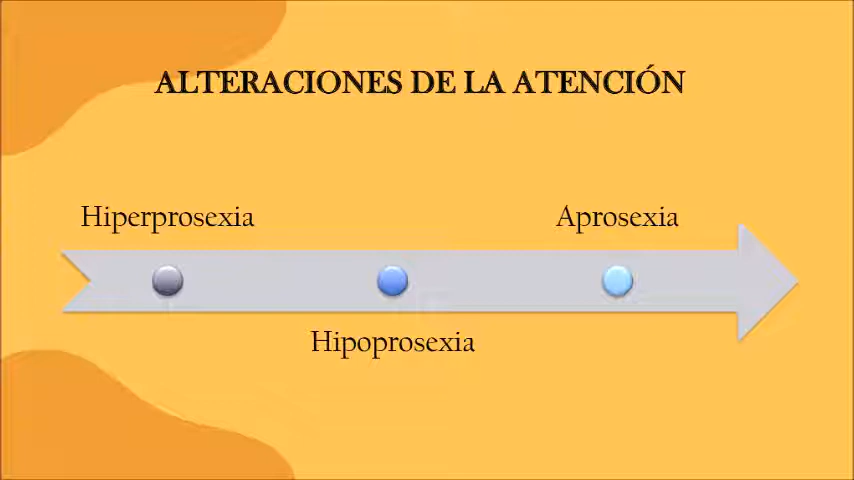 ALTERACIONES DE LA ATENCIÓN
Hiperprosexia
Aprosexia
Hipoprosexia